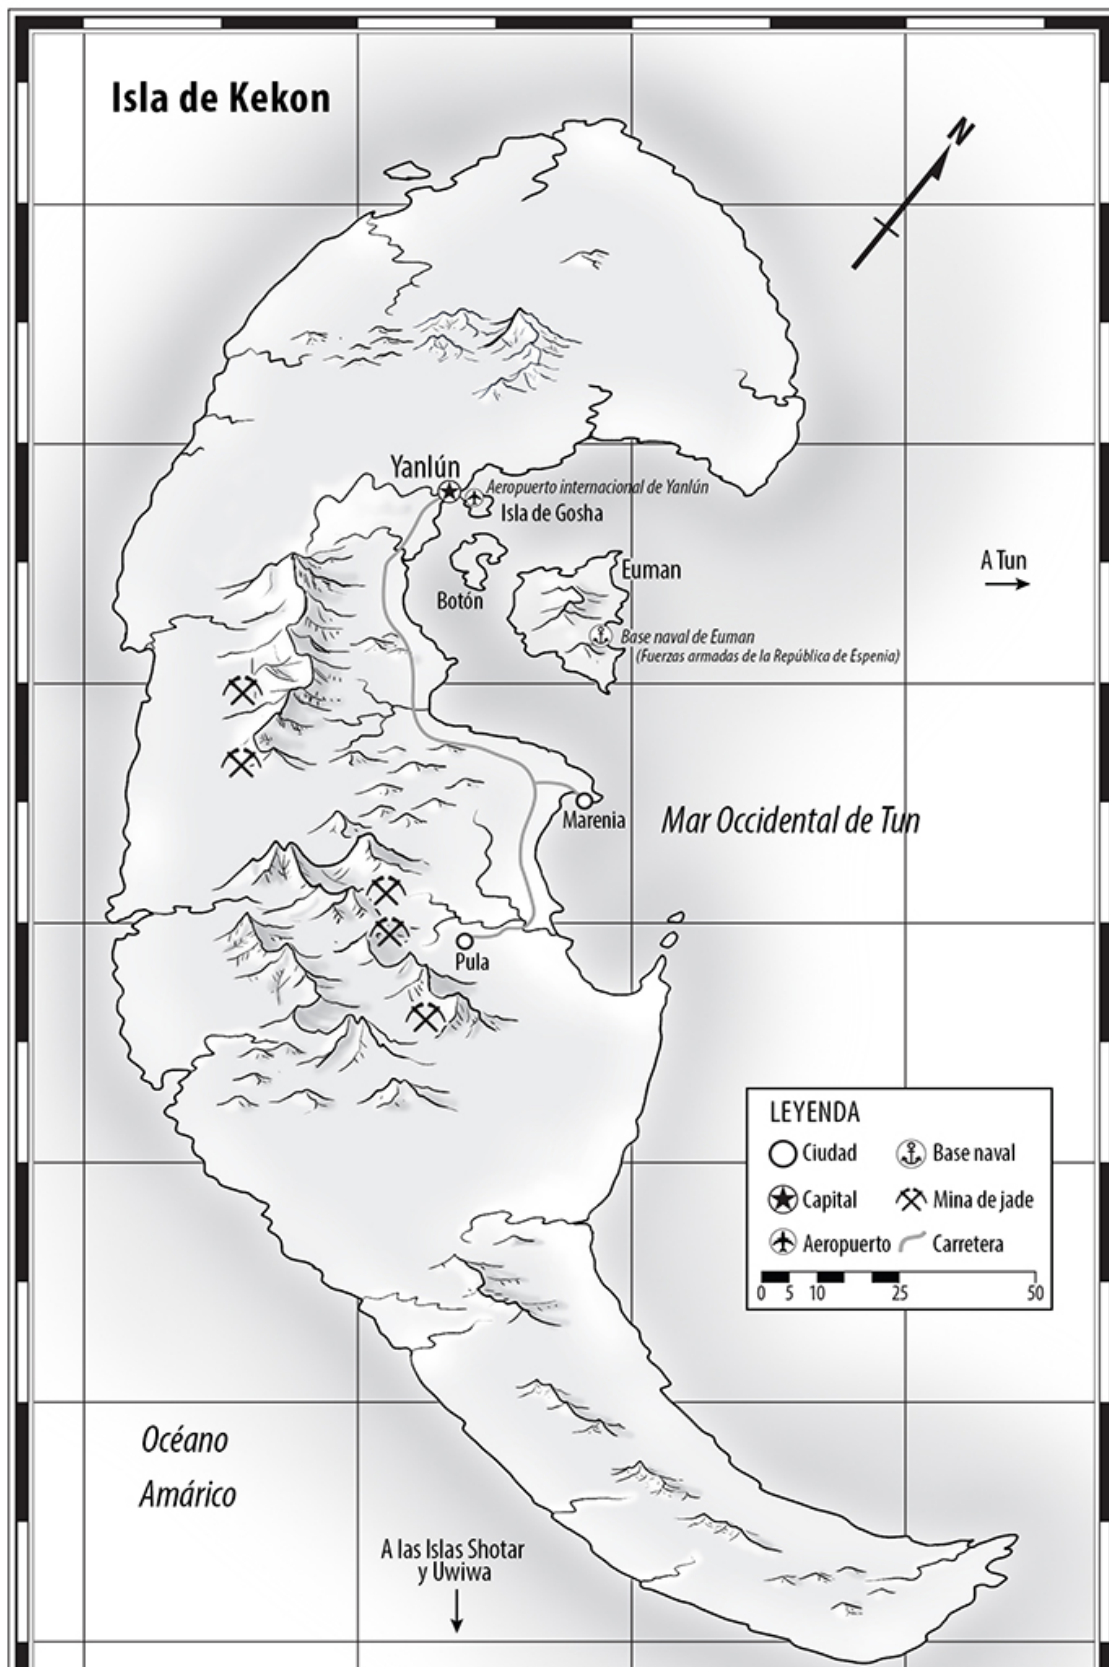 Isla de Kekon
N
Yanlún
Aeropuerto internacional de Yanlún
Isla de Gosha
Botón
Euman
A Tun
Base naval de Euman
(Fuerzas armadas de la República de Espenia)
Marenia
Mar Occidental de Tun
Pula
LEYENDA
Ciudad
Base naval
Capital
Mina de jade
Aeropuerto
Carretera
0 5 10 25 50
Océano
Amárico
A las Islas Shotar
y Uwiwa